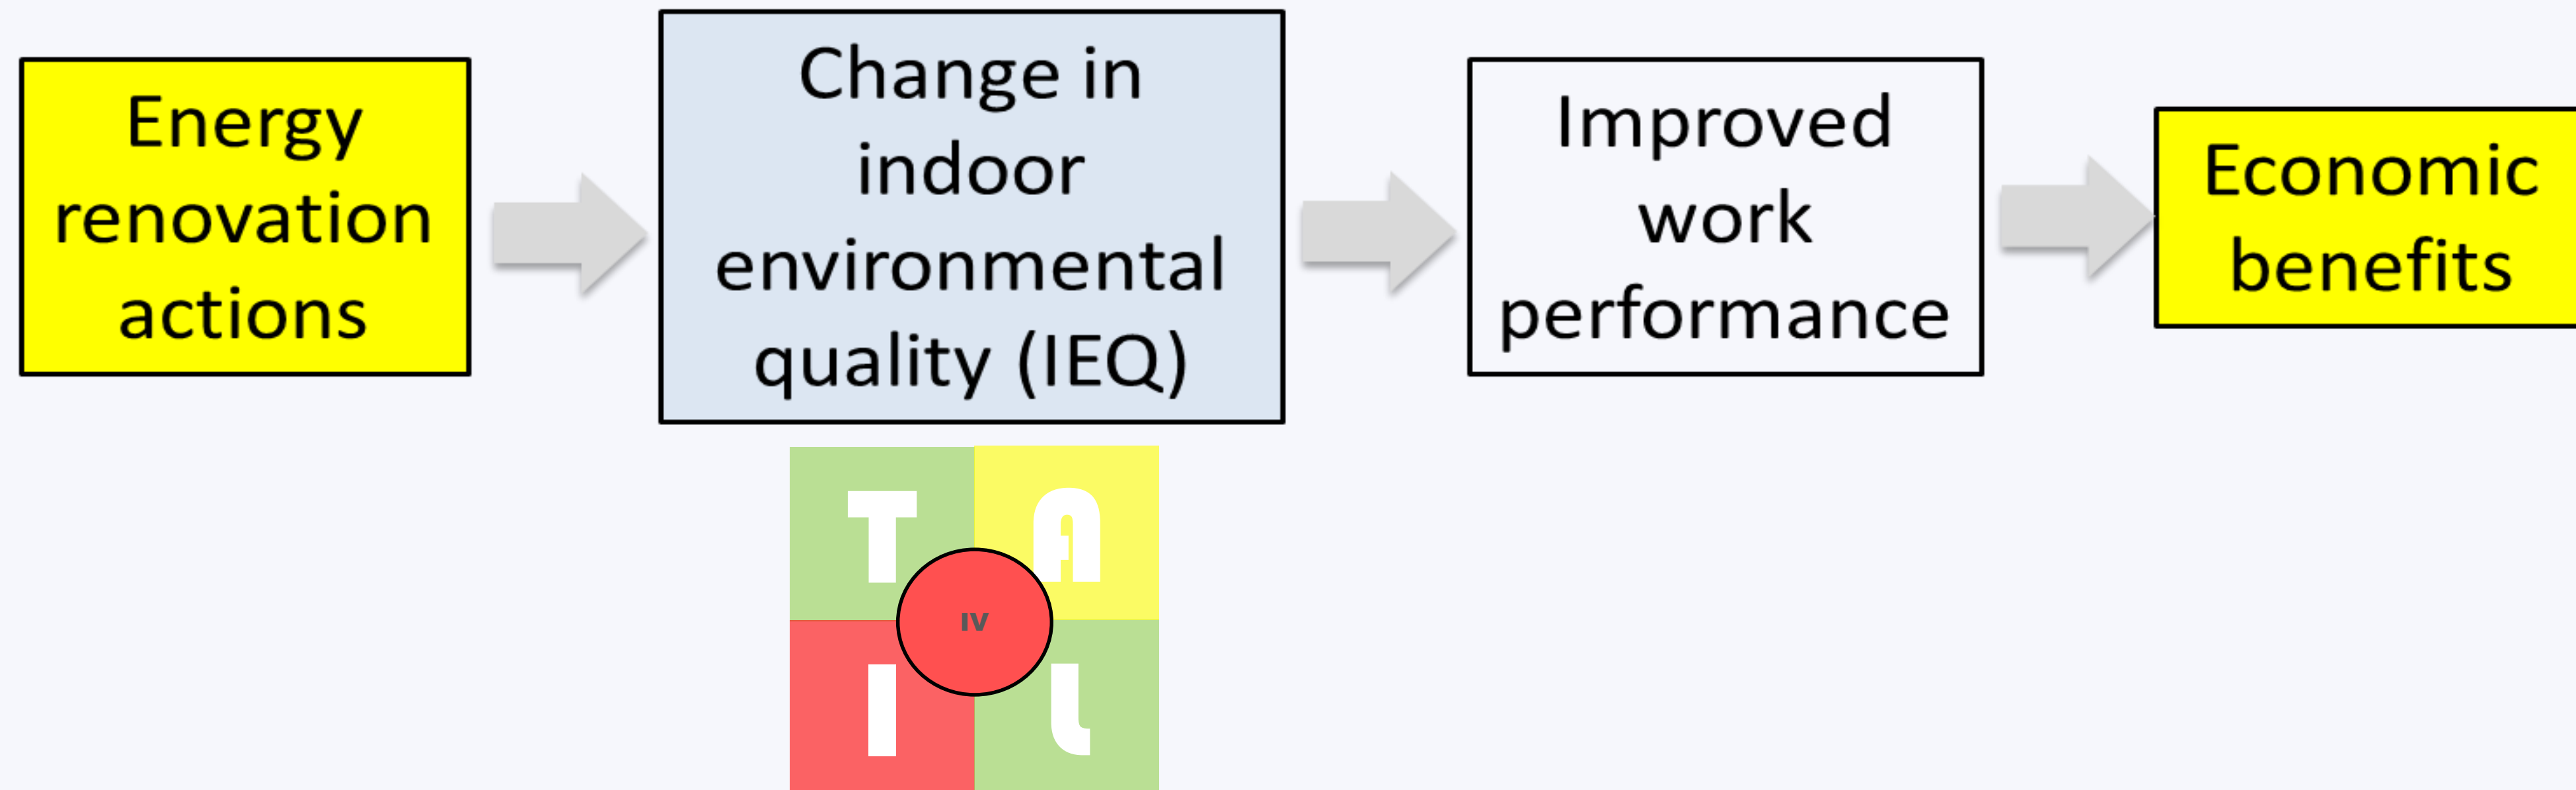 Energy
renovation
actions
Change in
indoor
environmental
quality (IEQ)
Improved
work
performance
Economic
benefits
T A
IV
I L